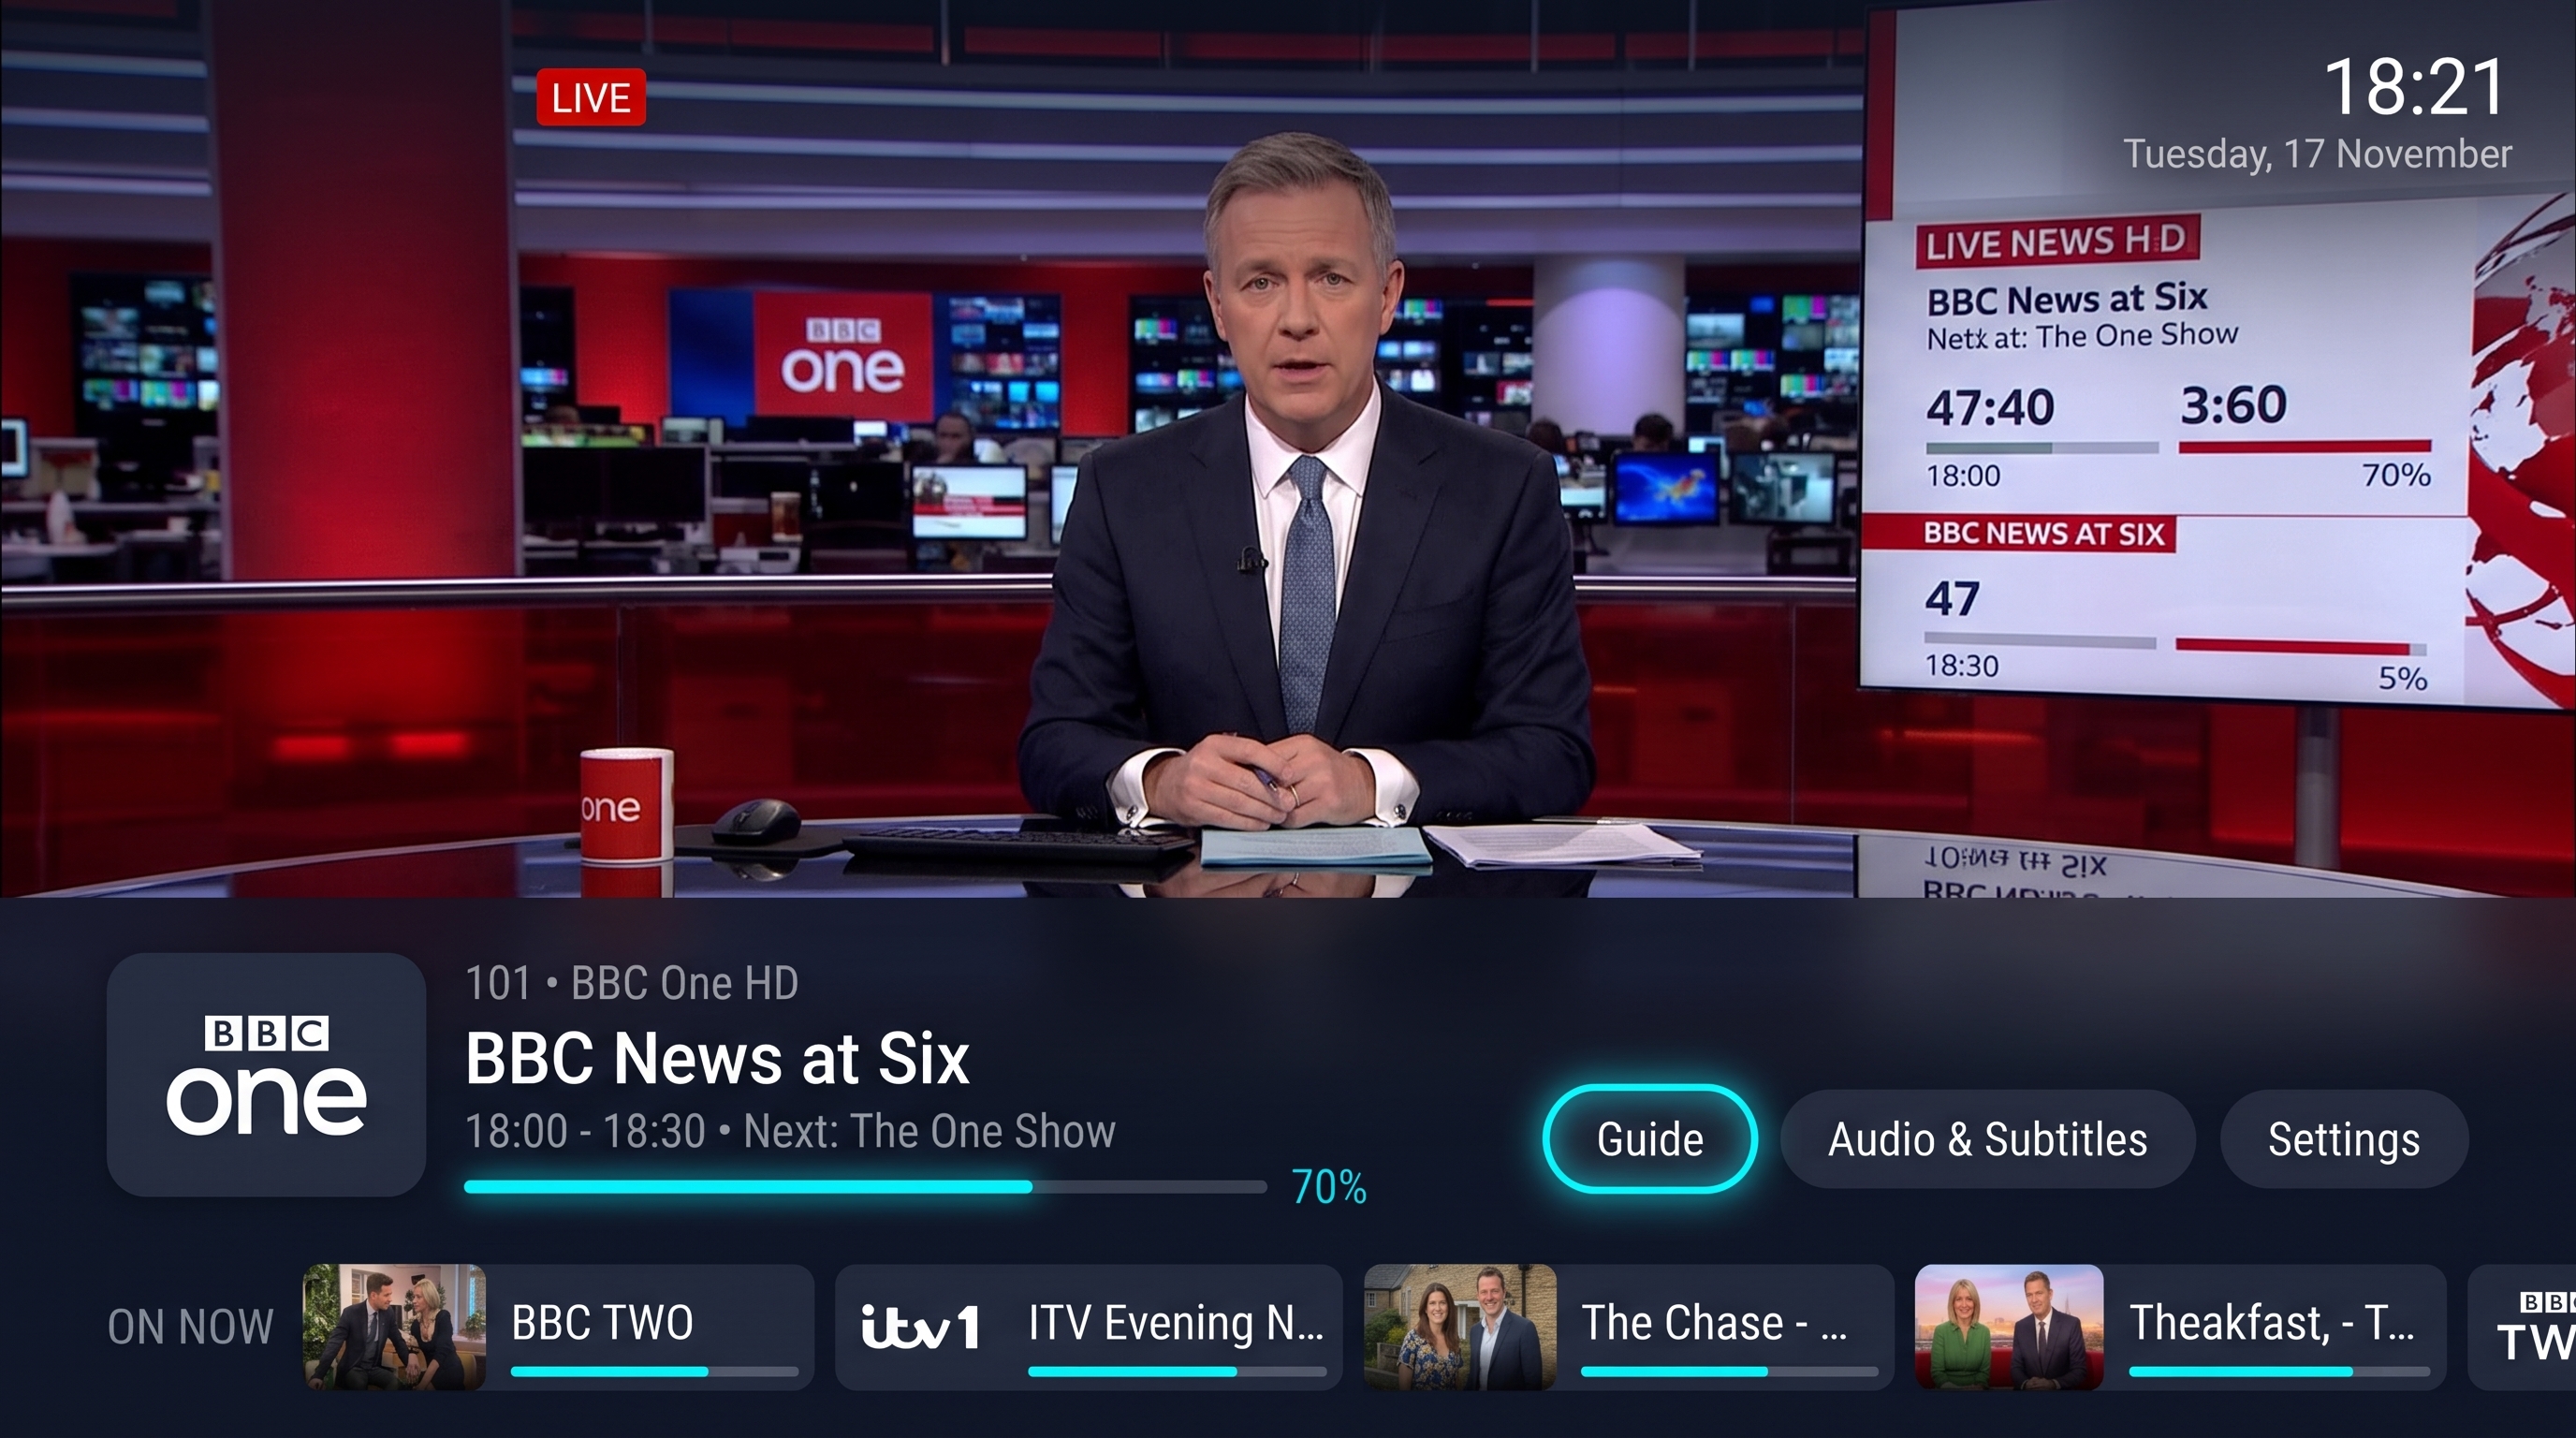 LIVE
18:21
Tuesday, 17 November
BBC
one
LIVE NEWS HD
BBC News at Six
Netx at: The One Show
47:40 3:60
18:00 70%
BBC NEWS AT SIX
47
18:30 5%
one
BBC
one
101 • BBC One HD
BBC News at Six
18:00 - 18:30 • Next: The One Show
70%
Guide
Audio & Subtitles
Settings
ON NOW
BBC TWO
itv1
ITV Evening N...
The Chase - ...
Theakfast, - T...
BB
TW